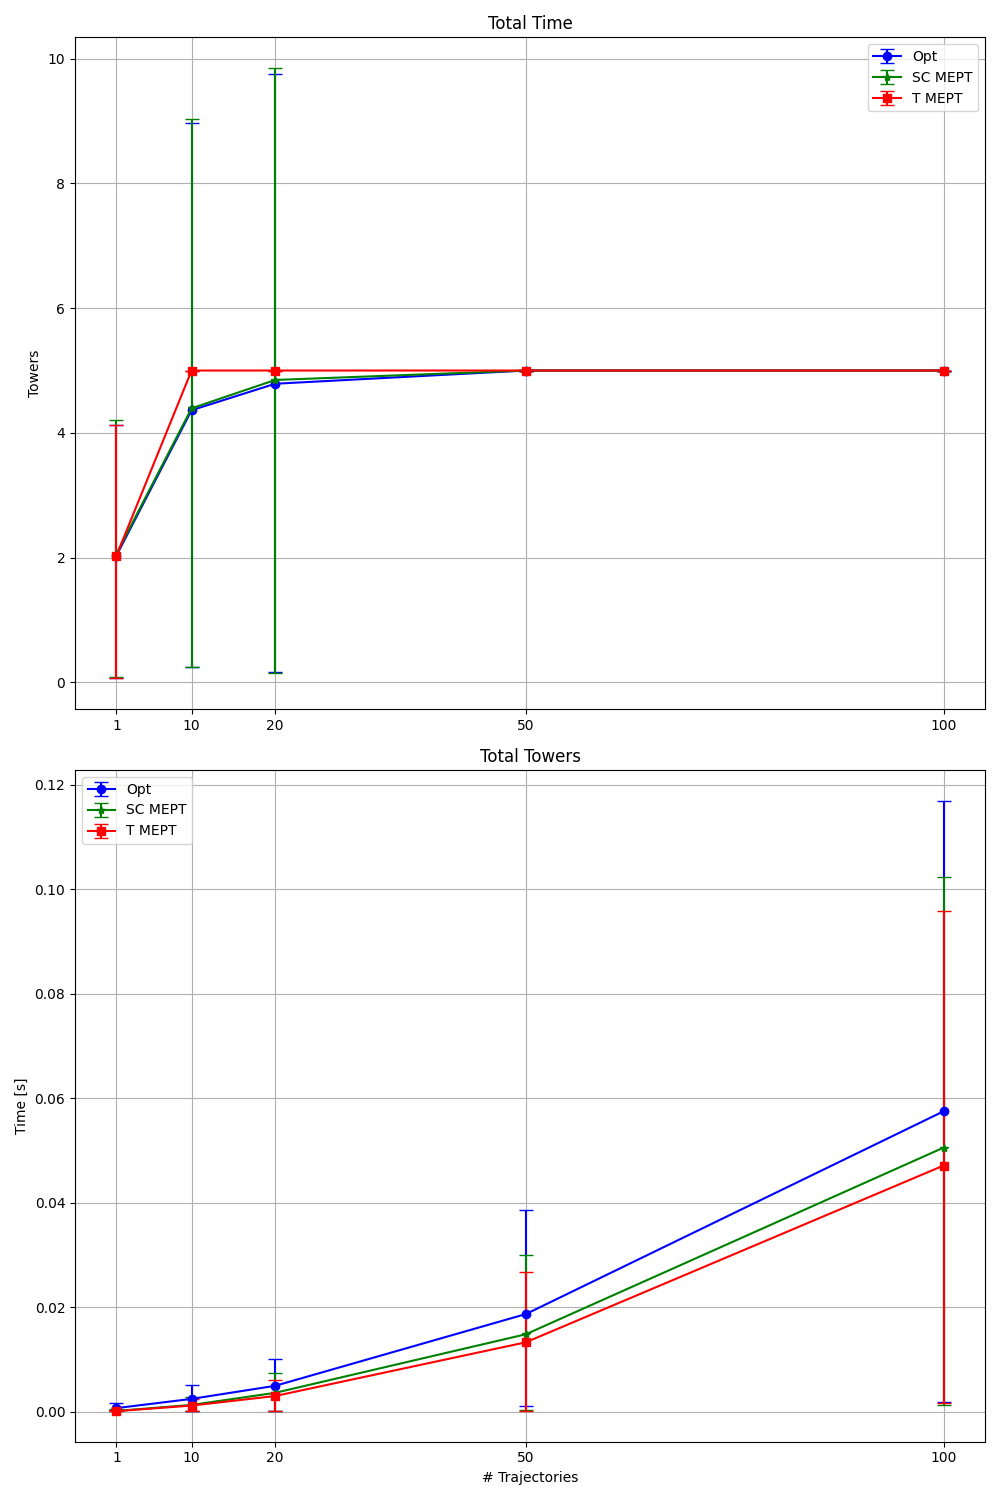 Total Time
Opt
SC MEPT
T MEPT
Towers
10
8
6
4
2
0
1 10 20 50 100
Total Towers
Opt
SC MEPT
T MEPT
Time [s]
0.12
0.10
0.08
0.06
0.04
0.02
0.00
1 10 20 50 100
# Trajectories